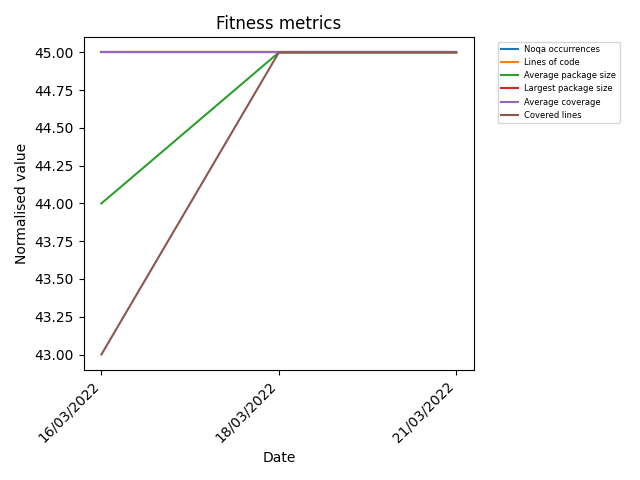 Fitness metrics
Normalised value
45.00
44.75
44.50
44.25
44.00
43.75
43.50
43.25
43.00
16/03/2022
18/03/2022
21/03/2022
Date
Noqa occurrences
Lines of code
Average package size
Largest package size
Average coverage
Covered lines